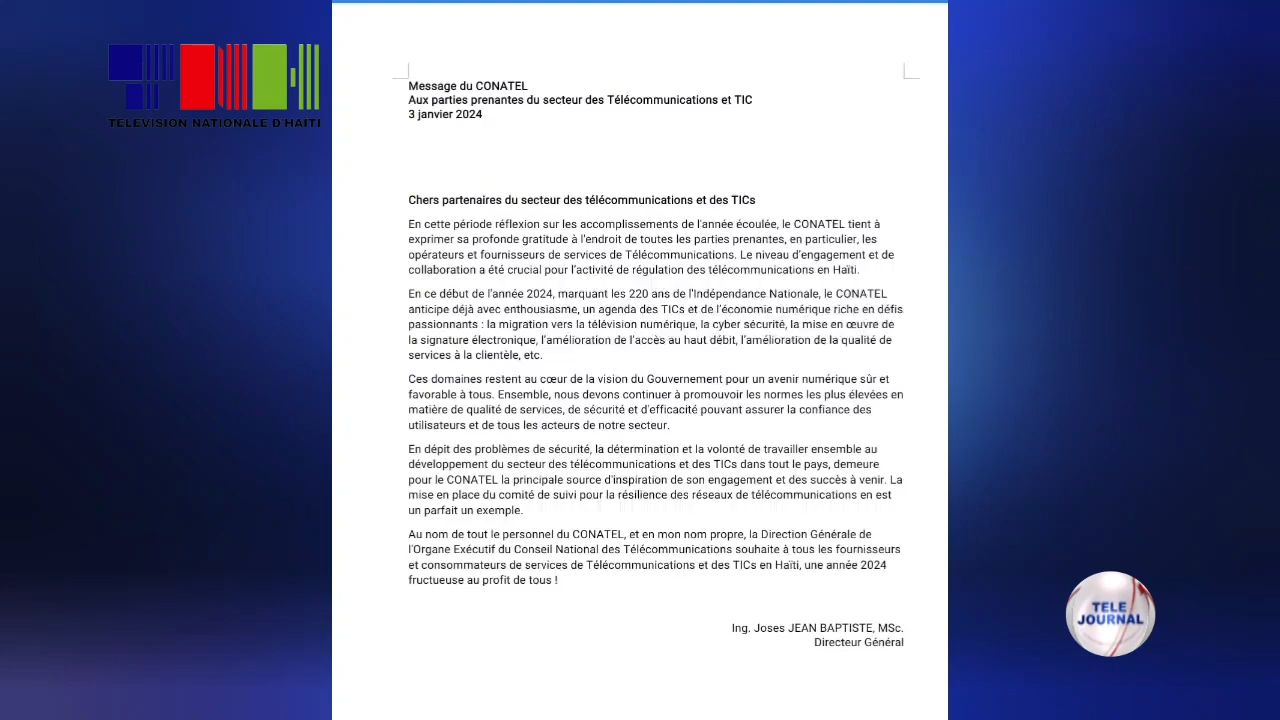 TNH
TELEVISION NATIONALE D'HAITI
Message du CONATEL
Aux parties prenantes du secteur des Télécommunications et TIC
3 janvier 2024
Chers partenaires du secteur des télécommunications et des TICs
En cette période réflexion sur les accomplissements de l'année écoulée, le CONATEL tient à
exprimer sa profonde gratitude à l'endroit de toutes les parties prenantes, en particulier, les
opérateurs et fournisseurs de services de Télécommunications. Le niveau d'engagement et de
collaboration a été crucial pour l'activité de régulation des télécommunications en Haïti.
En ce début de l'année 2024, marquant les 220 ans de l'Indépendance Nationale, le CONATEL
anticipe déjà avec enthousiasme, un agenda des TICs et de l'économie numérique riche en défis
passionnants : la migration vers la télévision numérique, la cyber sécurité, la mise en œuvre de
la signature électronique, l'amélioration de l'accès au haut débit, l'amélioration de la qualité de
services à la clientèle, etc.
Ces domaines restent au cœur de la vision du Gouvernement pour un avenir numérique sûr et
favorable à tous. Ensemble, nous devons continuer à promouvoir les normes les plus élevées en
matière de qualité de services, de sécurité et d'efficacité pouvant assurer la confiance des
utilisateurs et de tous les acteurs de notre secteur.
En dépit des problèmes de sécurité, la détermination et la volonté de travailler ensemble au
développement du secteur des télécommunications et des TICs dans tout le pays, demeure
pour le CONATEL la principale source d'inspiration de son engagement et des succès à venir. La
mise en place du comité de suivi pour la résilience des réseaux de télécommunications en est
un parfait un exemple.
Au nom de tout le personnel du CONATEL, et en mon nom propre, la Direction Générale de
l'Organe Exécutif du Conseil National des Télécommunications souhaite à tous les fournisseurs
et consommateurs de services de Télécommunications et des TICs en Haïti, une année 2024
fructueuse au profit de tous !
Ing. Joses JEAN BAPTISTE, MSc.
Directeur Général
TELE
JOURNAL